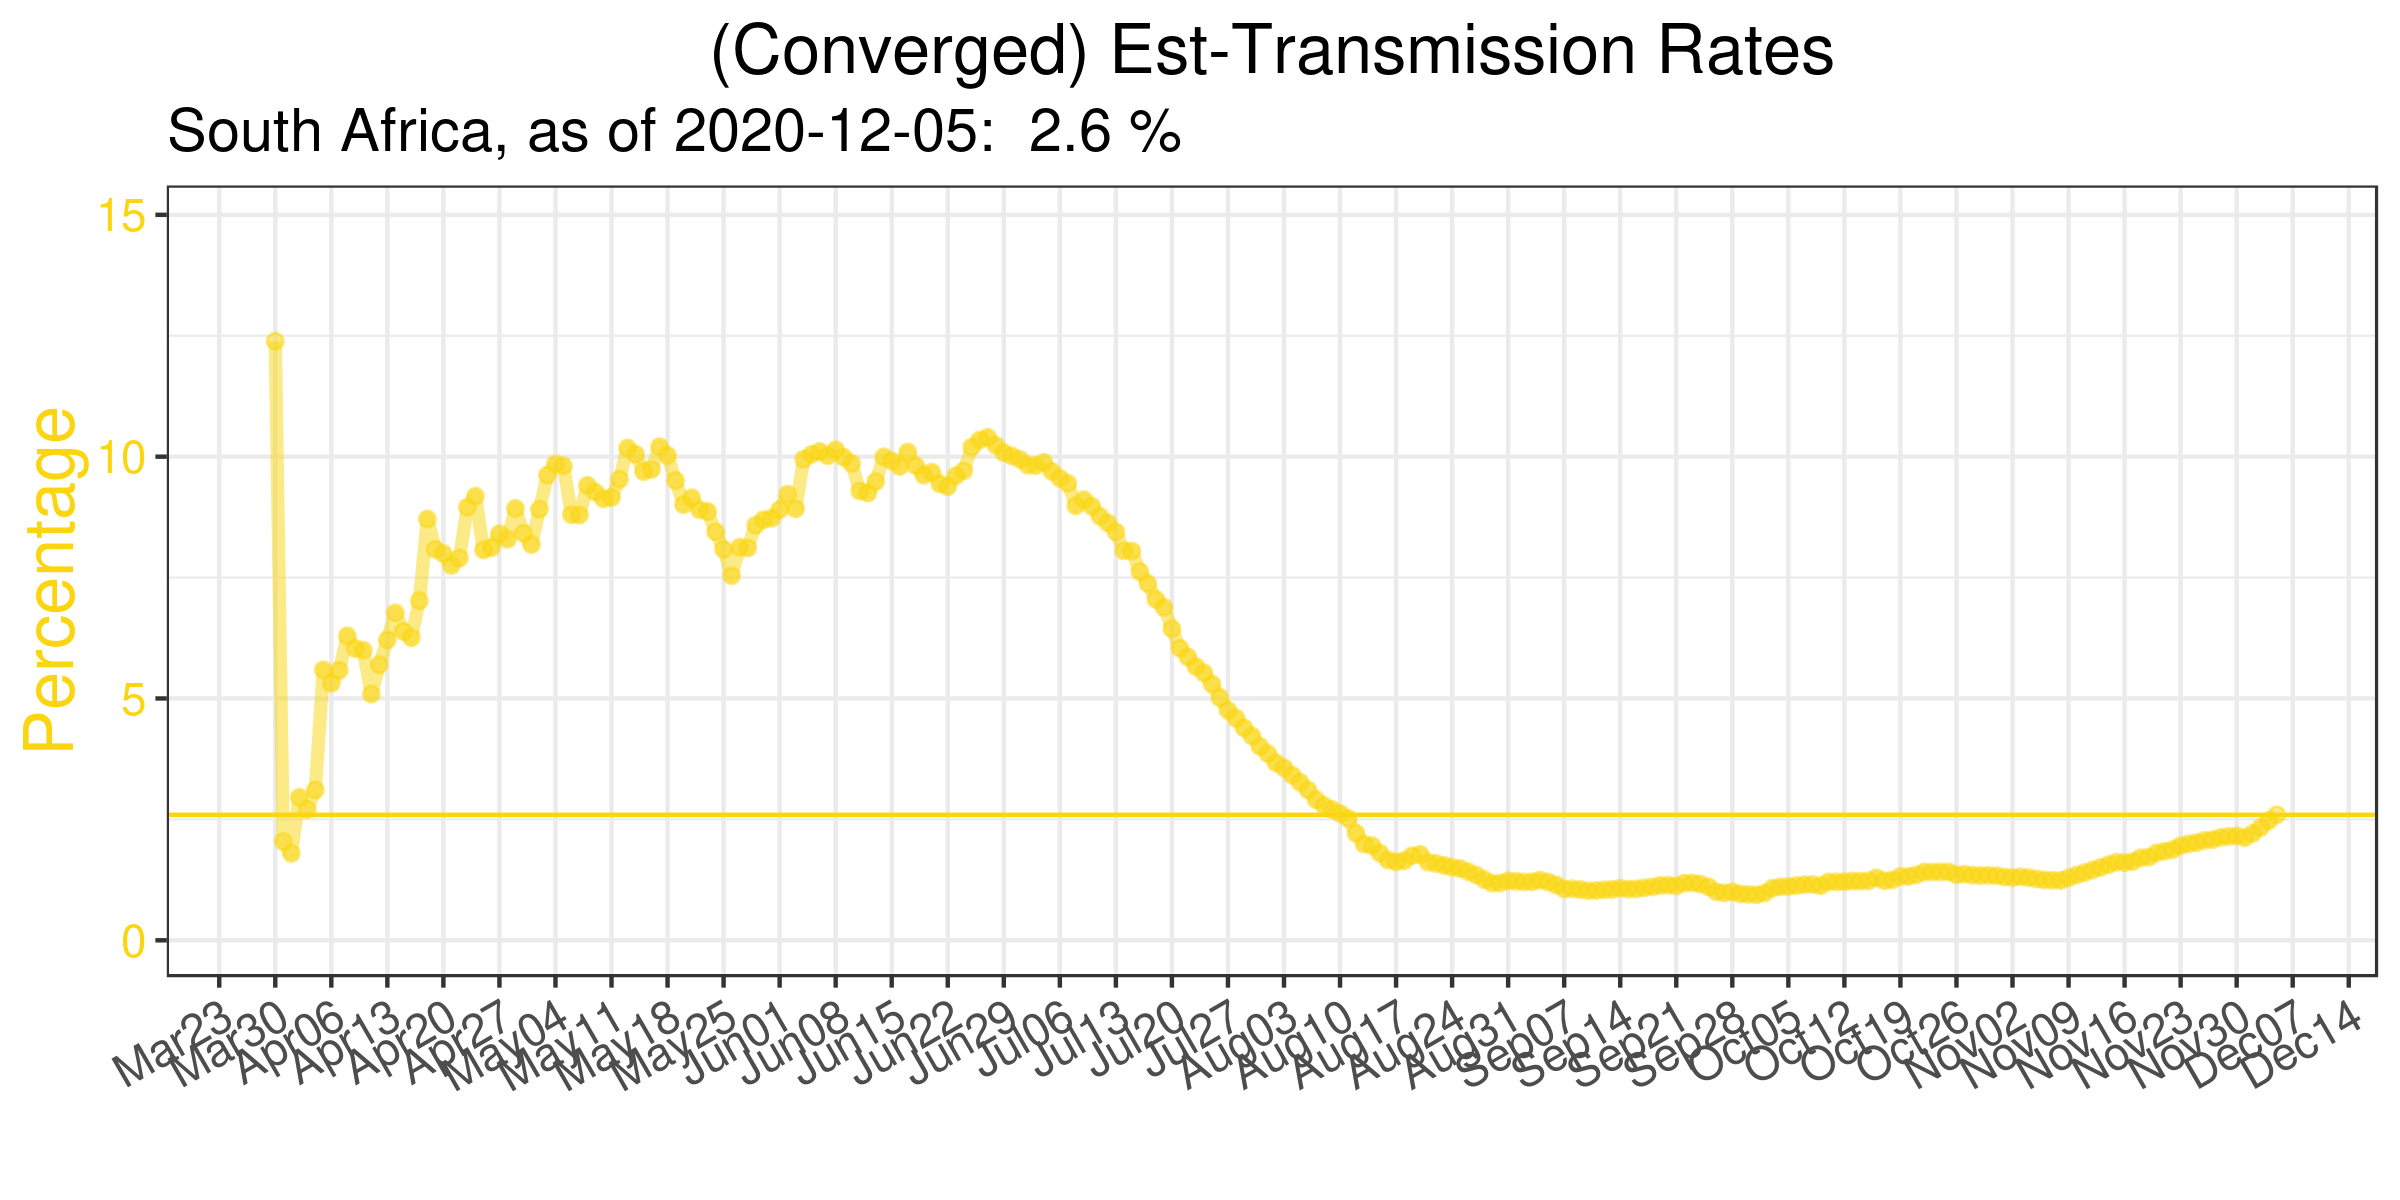 (Converged) Est-Transmission Rates
South Africa, as of 2020-12-05:  2.6 %
Percentage
15
10
5
0
Mar23
Mar30
Apr06
Apr13
Apr20
Apr27
May04
May11
May18
May25
Jun01
Jun08
Jun15
Jun22
Jun29
Jul06
Jul13
Jul20
Jul27
Aug03
Aug10
Aug17
Aug24
Aug31
Sep07
Sep14
Sep21
Sep28
Oct05
Oct12
Oct19
Oct26
Nov02
Nov09
Nov16
Nov23
Nov30
Dec07
Dec14